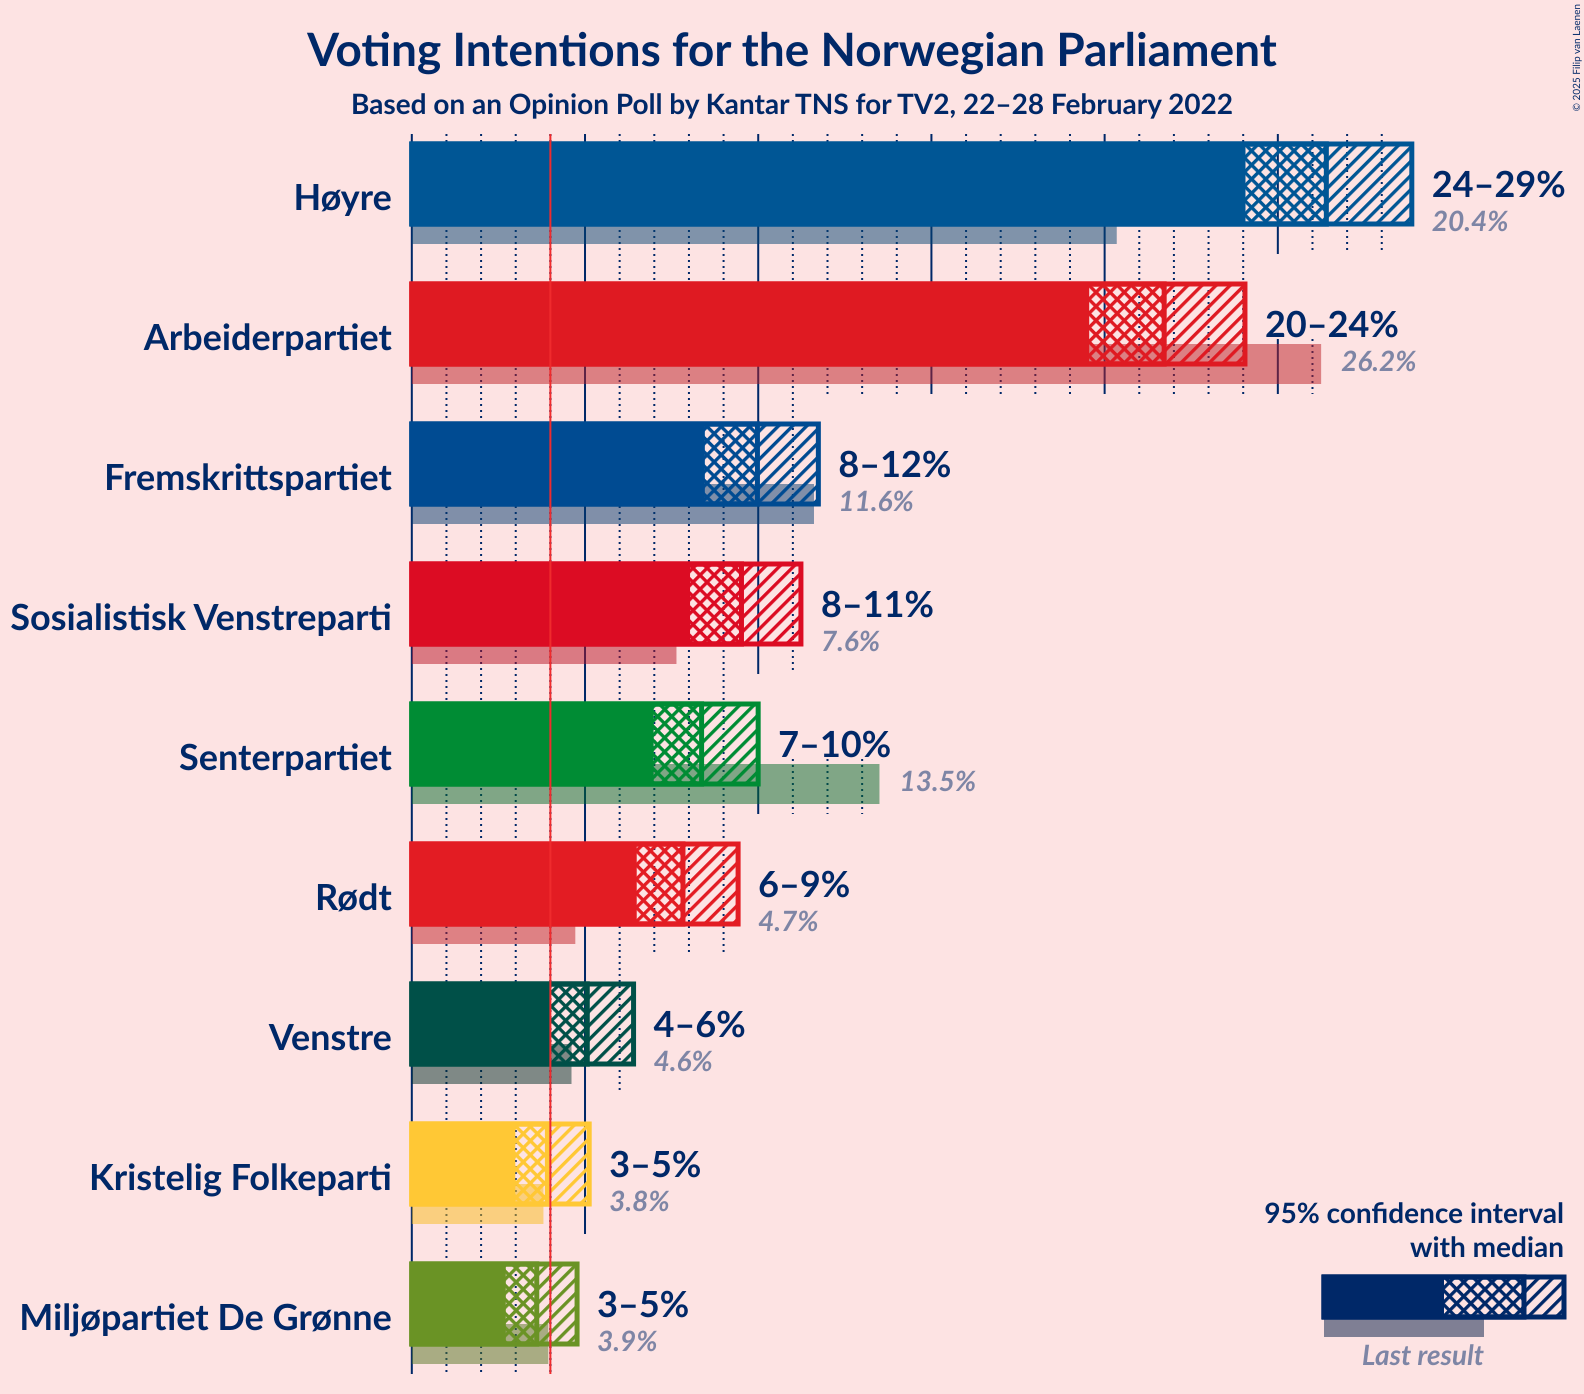 Voting Intentions for the Norwegian Parliament
Based on an Opinion Poll by Kantar TNS for TV2, 22–28 February 2022
© 2025 Filip van Laenen
Høyre
24–29%
20.4%
Arbeiderpartiet
20–24%
26.2%
Fremskrittspartiet
8–12%
11.6%
Sosialistisk Venstreparti
8–11%
7.6%
Senterpartiet
7–10%
13.5%
Rødt
6–9%
4.7%
Venstre
4–6%
4.6%
Kristelig Folkeparti
3–5%
3.8%
Miljøpartiet De Grønne
3–5%
3.9%
95% confidence interval
with median
Last result